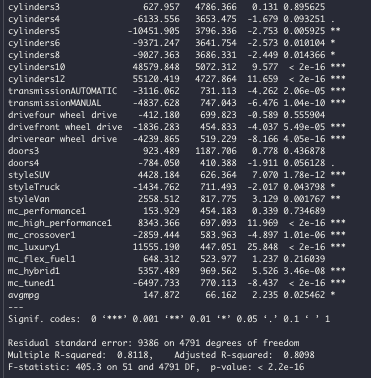 cylinders3 627.957 4786.366 0.131 0.895625
cylinders4 -6133.556 3653.475 -1.679 0.093251 .
cylinders5 -10451.905 3796.336 -2.753 0.005925 **
cylinders6 -9371.247 3641.754 -2.573 0.010104 *
cylinders8 -9027.363 3686.331 -2.449 0.014366 *
cylinders10 48579.848 5072.312 9.577 < 2e-16 ***
cylinders12 55120.419 4727.864 11.659 < 2e-16 ***
transmissionAUTOMATIC -3116.062 731.113 -4.262 2.06e-05 ***
transmissionMANUAL -4837.628 747.043 -6.476 1.04e-10 ***
drivefour wheel drive -412.180 699.823 -0.589 0.555904
drivefront wheel drive -1836.283 454.833 -4.037 5.49e-05 ***
driverear wheel drive -4239.865 519.229 -8.166 4.05e-16 ***
doors3 923.489 1187.706 0.778 0.436878
doors4 -784.050 410.388 -1.911 0.056128 .
styleSUV 4428.184 626.364 7.070 1.78e-12 ***
styleTruck -1434.762 711.493 -2.017 0.043798 *
styleVan 2558.512 817.775 3.129 0.001767 **
mc_performance1 153.929 454.183 0.339 0.734689
mc_high_performance1 8343.366 697.093 11.969 < 2e-16 ***
mc_crossover1 -2859.444 583.963 -4.897 1.01e-06 ***
mc_luxury1 11555.190 447.051 25.848 < 2e-16 ***
mc_flex_fuel1 648.312 523.977 1.237 0.216039
mc_hybrid1 5357.489 969.562 5.526 3.46e-08 ***
mc_tuned1 -6497.733 770.113 -8.437 < 2e-16 ***
avgmpg 147.872 66.162 2.235 0.025462 *
---
Signif. codes: 0 ‘***’ 0.001 ‘**’ 0.01 ‘*’ 0.05 ‘.’ 0.1 ‘ ’ 1
Residual standard error: 9386 on 4791 degrees of freedom
Multiple R-squared: 0.8118, Adjusted R-squared: 0.8098
F-statistic: 405.3 on 51 and 4791 DF, p-value: < 2.2e-16